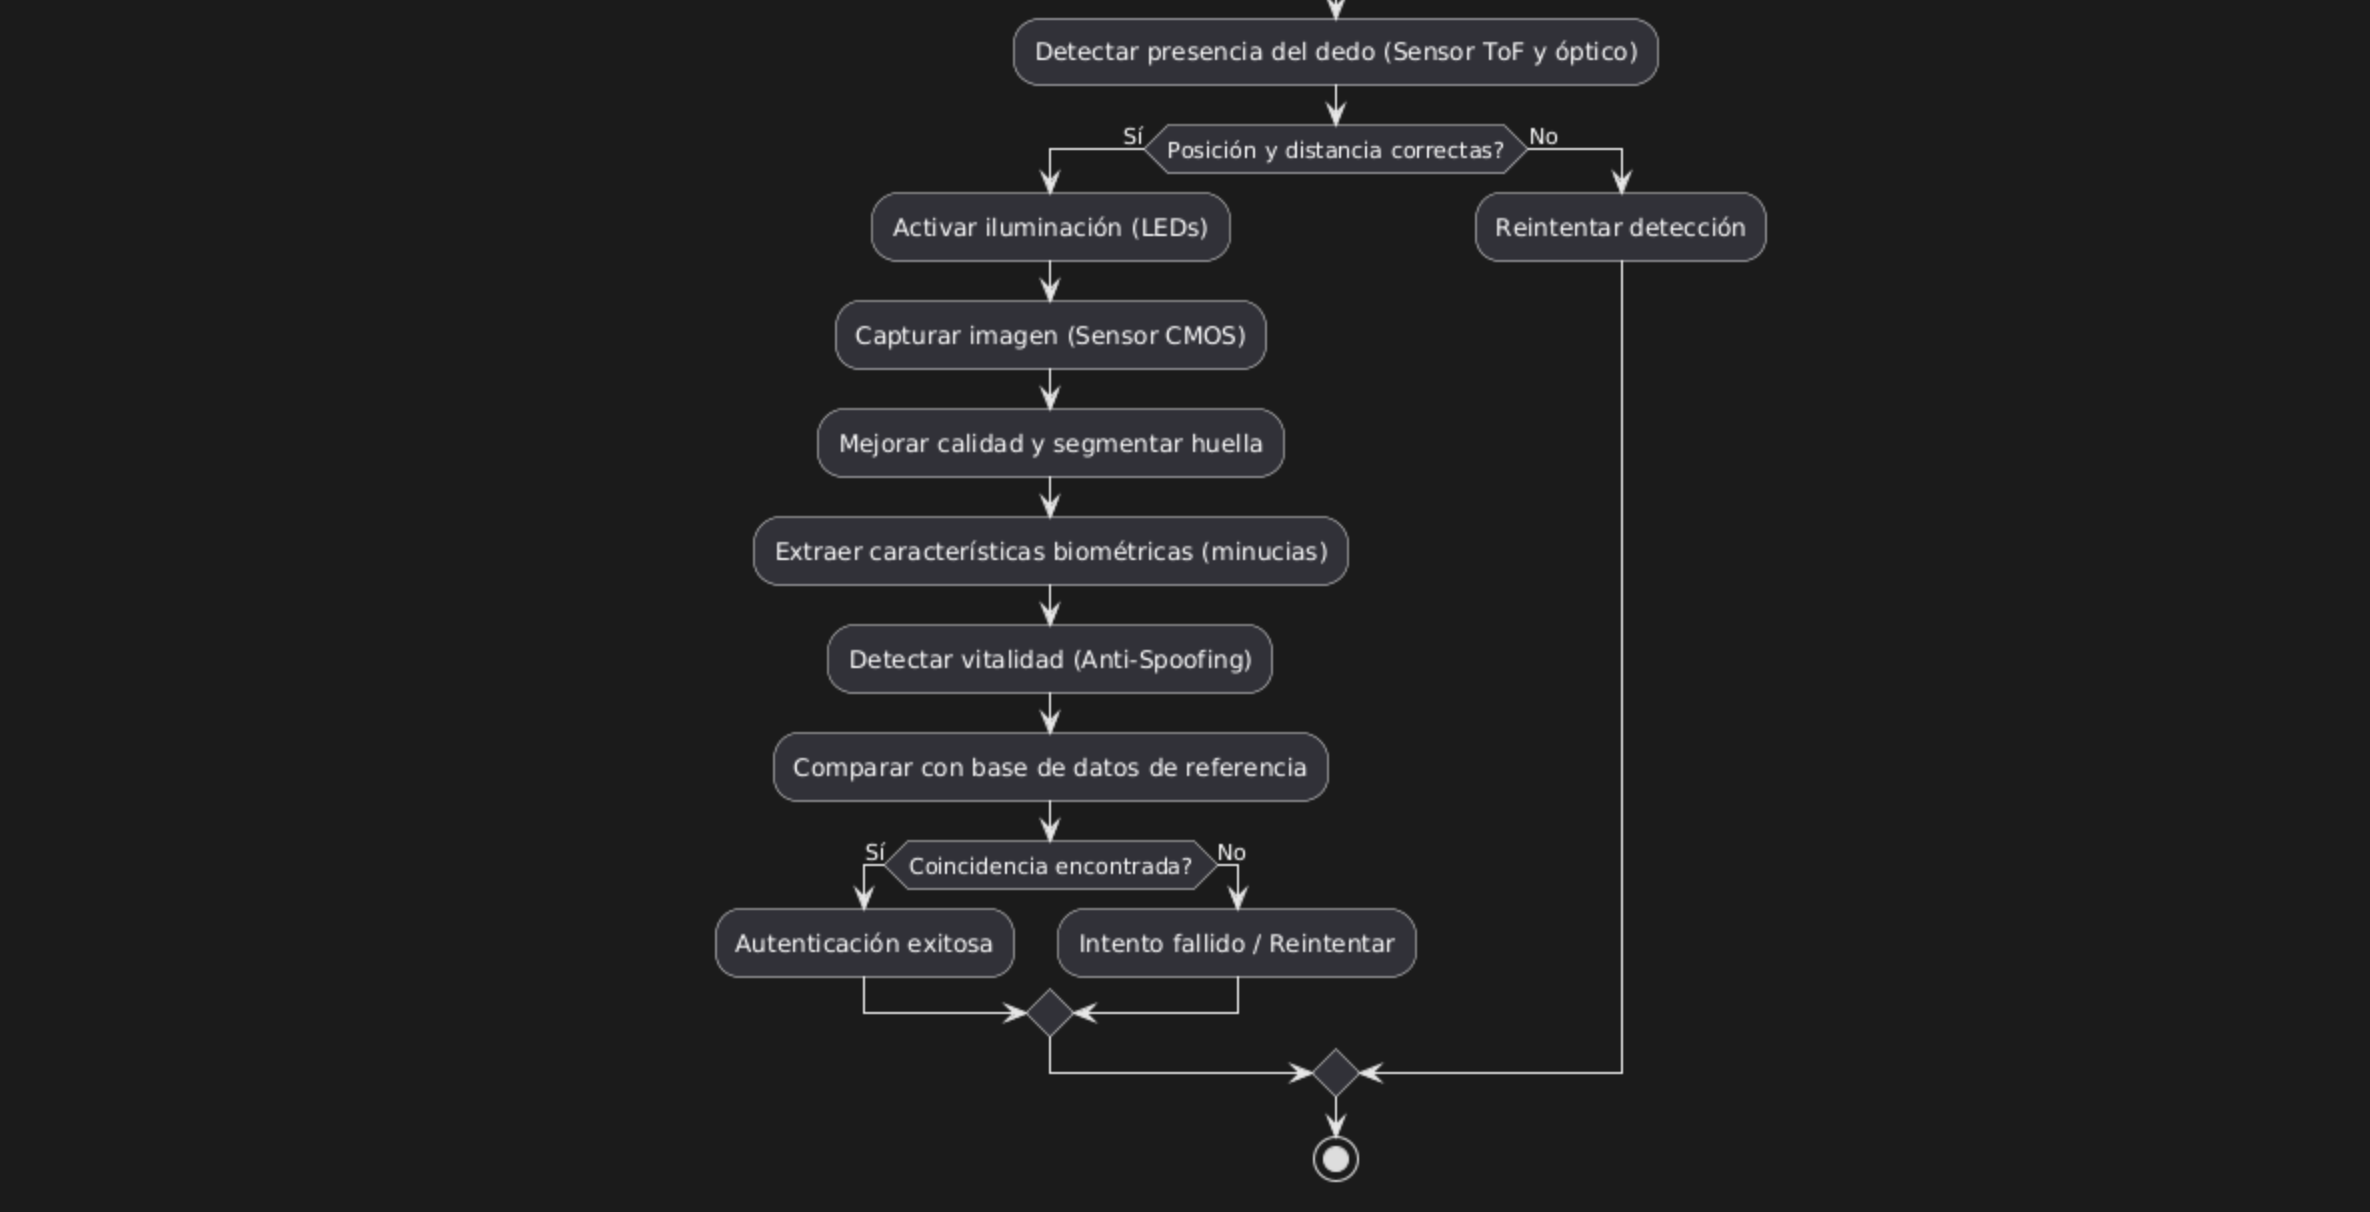 Detectar presencia del dedo (Sensor ToF y óptico)
Sí
Posición y distancia correctas?
No
Activar iluminación (LEDs)
Reintentar detección
Capturar imagen (Sensor CMOS)
Mejorar calidad y segmentar huella
Extraer características biométricas (minucias)
Detectar vitalidad (Anti-Spoofing)
Comparar con base de datos de referencia
Sí
Coincidencia encontrada?
No
Autenticación exitosa
Intento fallido / Reintentar